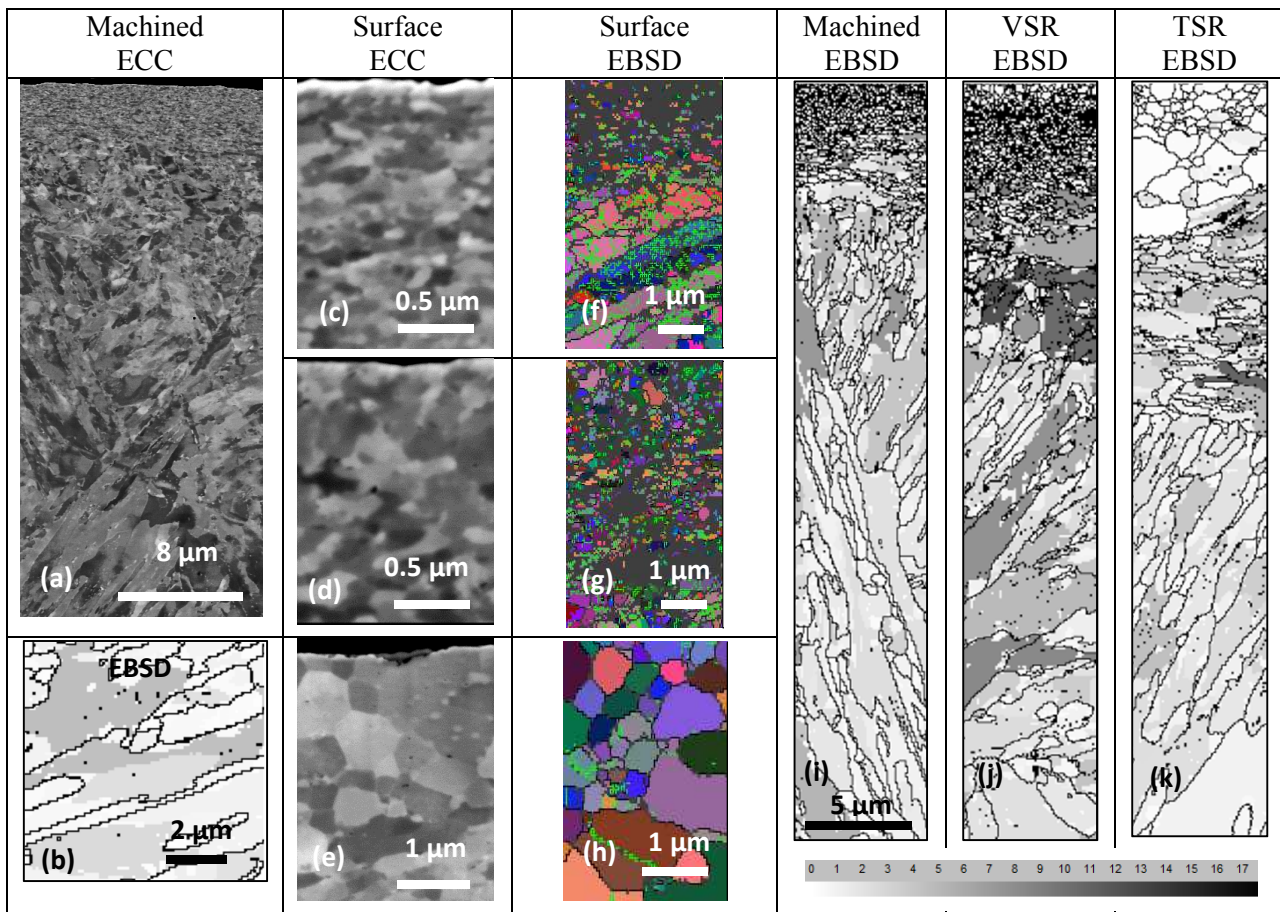 Machined
ECC
Surface
ECC
Surface
EBSD
Machined
EBSD
VSR
EBSD
TSR
EBSD
(a)
8 µm
(c)
0.5 µm
(f)
1 µm
(d)
0.5 µm
(g)
1 µm
EBSD
(b)
2 µm
(e)
1 µm
(h)
1 µm
(i)
5 µm
(j)
(k)
0 1 2 3 4 5 6 7 8 9 10 11 12 13 14 15 16 17